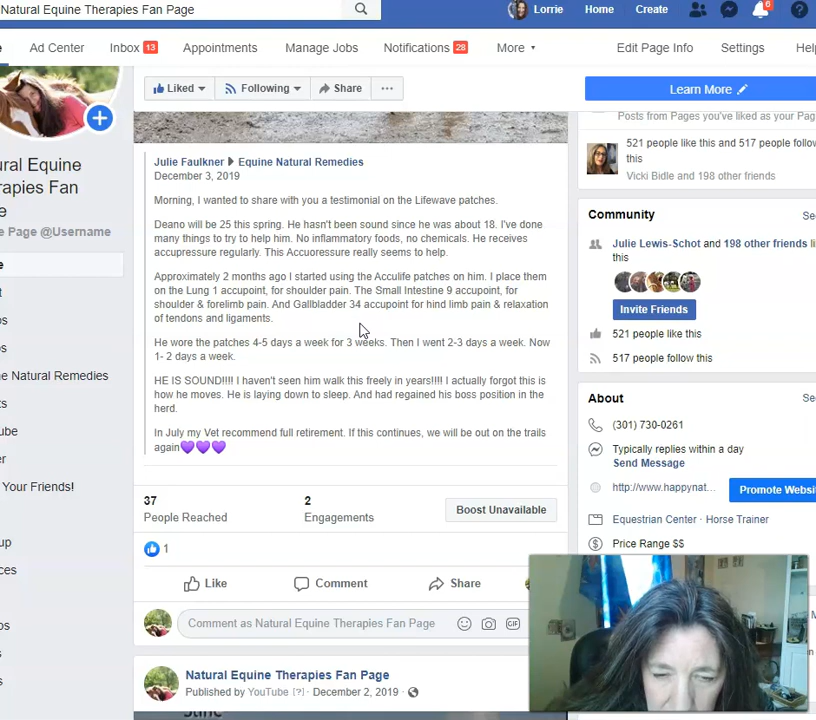 Natural Equine Therapies Fan Page
Lorrie Home Create 6
Ad Center Inbox 13 Appointments Manage Jobs Notifications 28 More Edit Page Info Settings
Liked Following Share ... Learn More
Posts from Pages you've liked as your
521 people like this and 517 people
this
Vicki Bidle and 198 other friends
Fan
Page @Username
Natural Remedies
Your Friends!
Julie Faulkner Equine Natural Remedies
December 3, 2019
Morning, I wanted to share with you a testimonial on the Lifewave patches.
Deano will be 25 this spring. He hasn't been sound since he was about 18. I've done
many things to try to help him. No inflammatory foods, no chemicals. He receives
accupressure regularly. This Accuoressure really seems to help.
Approximately 2 months ago I started using the Acculife patches on him. I place them
on the Lung 1 accupoint, for shoulder pain. The Small Intestine 9 accupoint, for
shoulder & forelimb pain. And Gallbladder 34 accupoint for hind limb pain & relaxation
of tendons and ligaments.
He wore the patches 4-5 days a week for 3 weeks. Then I went 2-3 days a week. Now
1- 2 days a week.
HE IS SOUND!!!! I haven't seen him walk this freely in years!!!! I actually forgot this is
how he moves. He is laying down to sleep. And had regained his boss position in the
herd.
In July my Vet recommend full retirement. If this continues, we will be out on the trails
again💜💜💜
37
People Reached
2
Engagements
Boost Unavailable
1
Like Comment Share
Comment as Natural Equine Therapies Fan Page GIF
Natural Equine Therapies Fan Page
Published by YouTube [?] · December 2, 2019 ·
Community
Julie Lewis-Schot and 198 other friends
this
Invite Friends
521 people like this
517 people follow this
About
(301) 730-0261
Typically replies within a day
Send Message
http://www.happynat...
Promote
Equestrian Center · Horse Trainer
Price Range $$